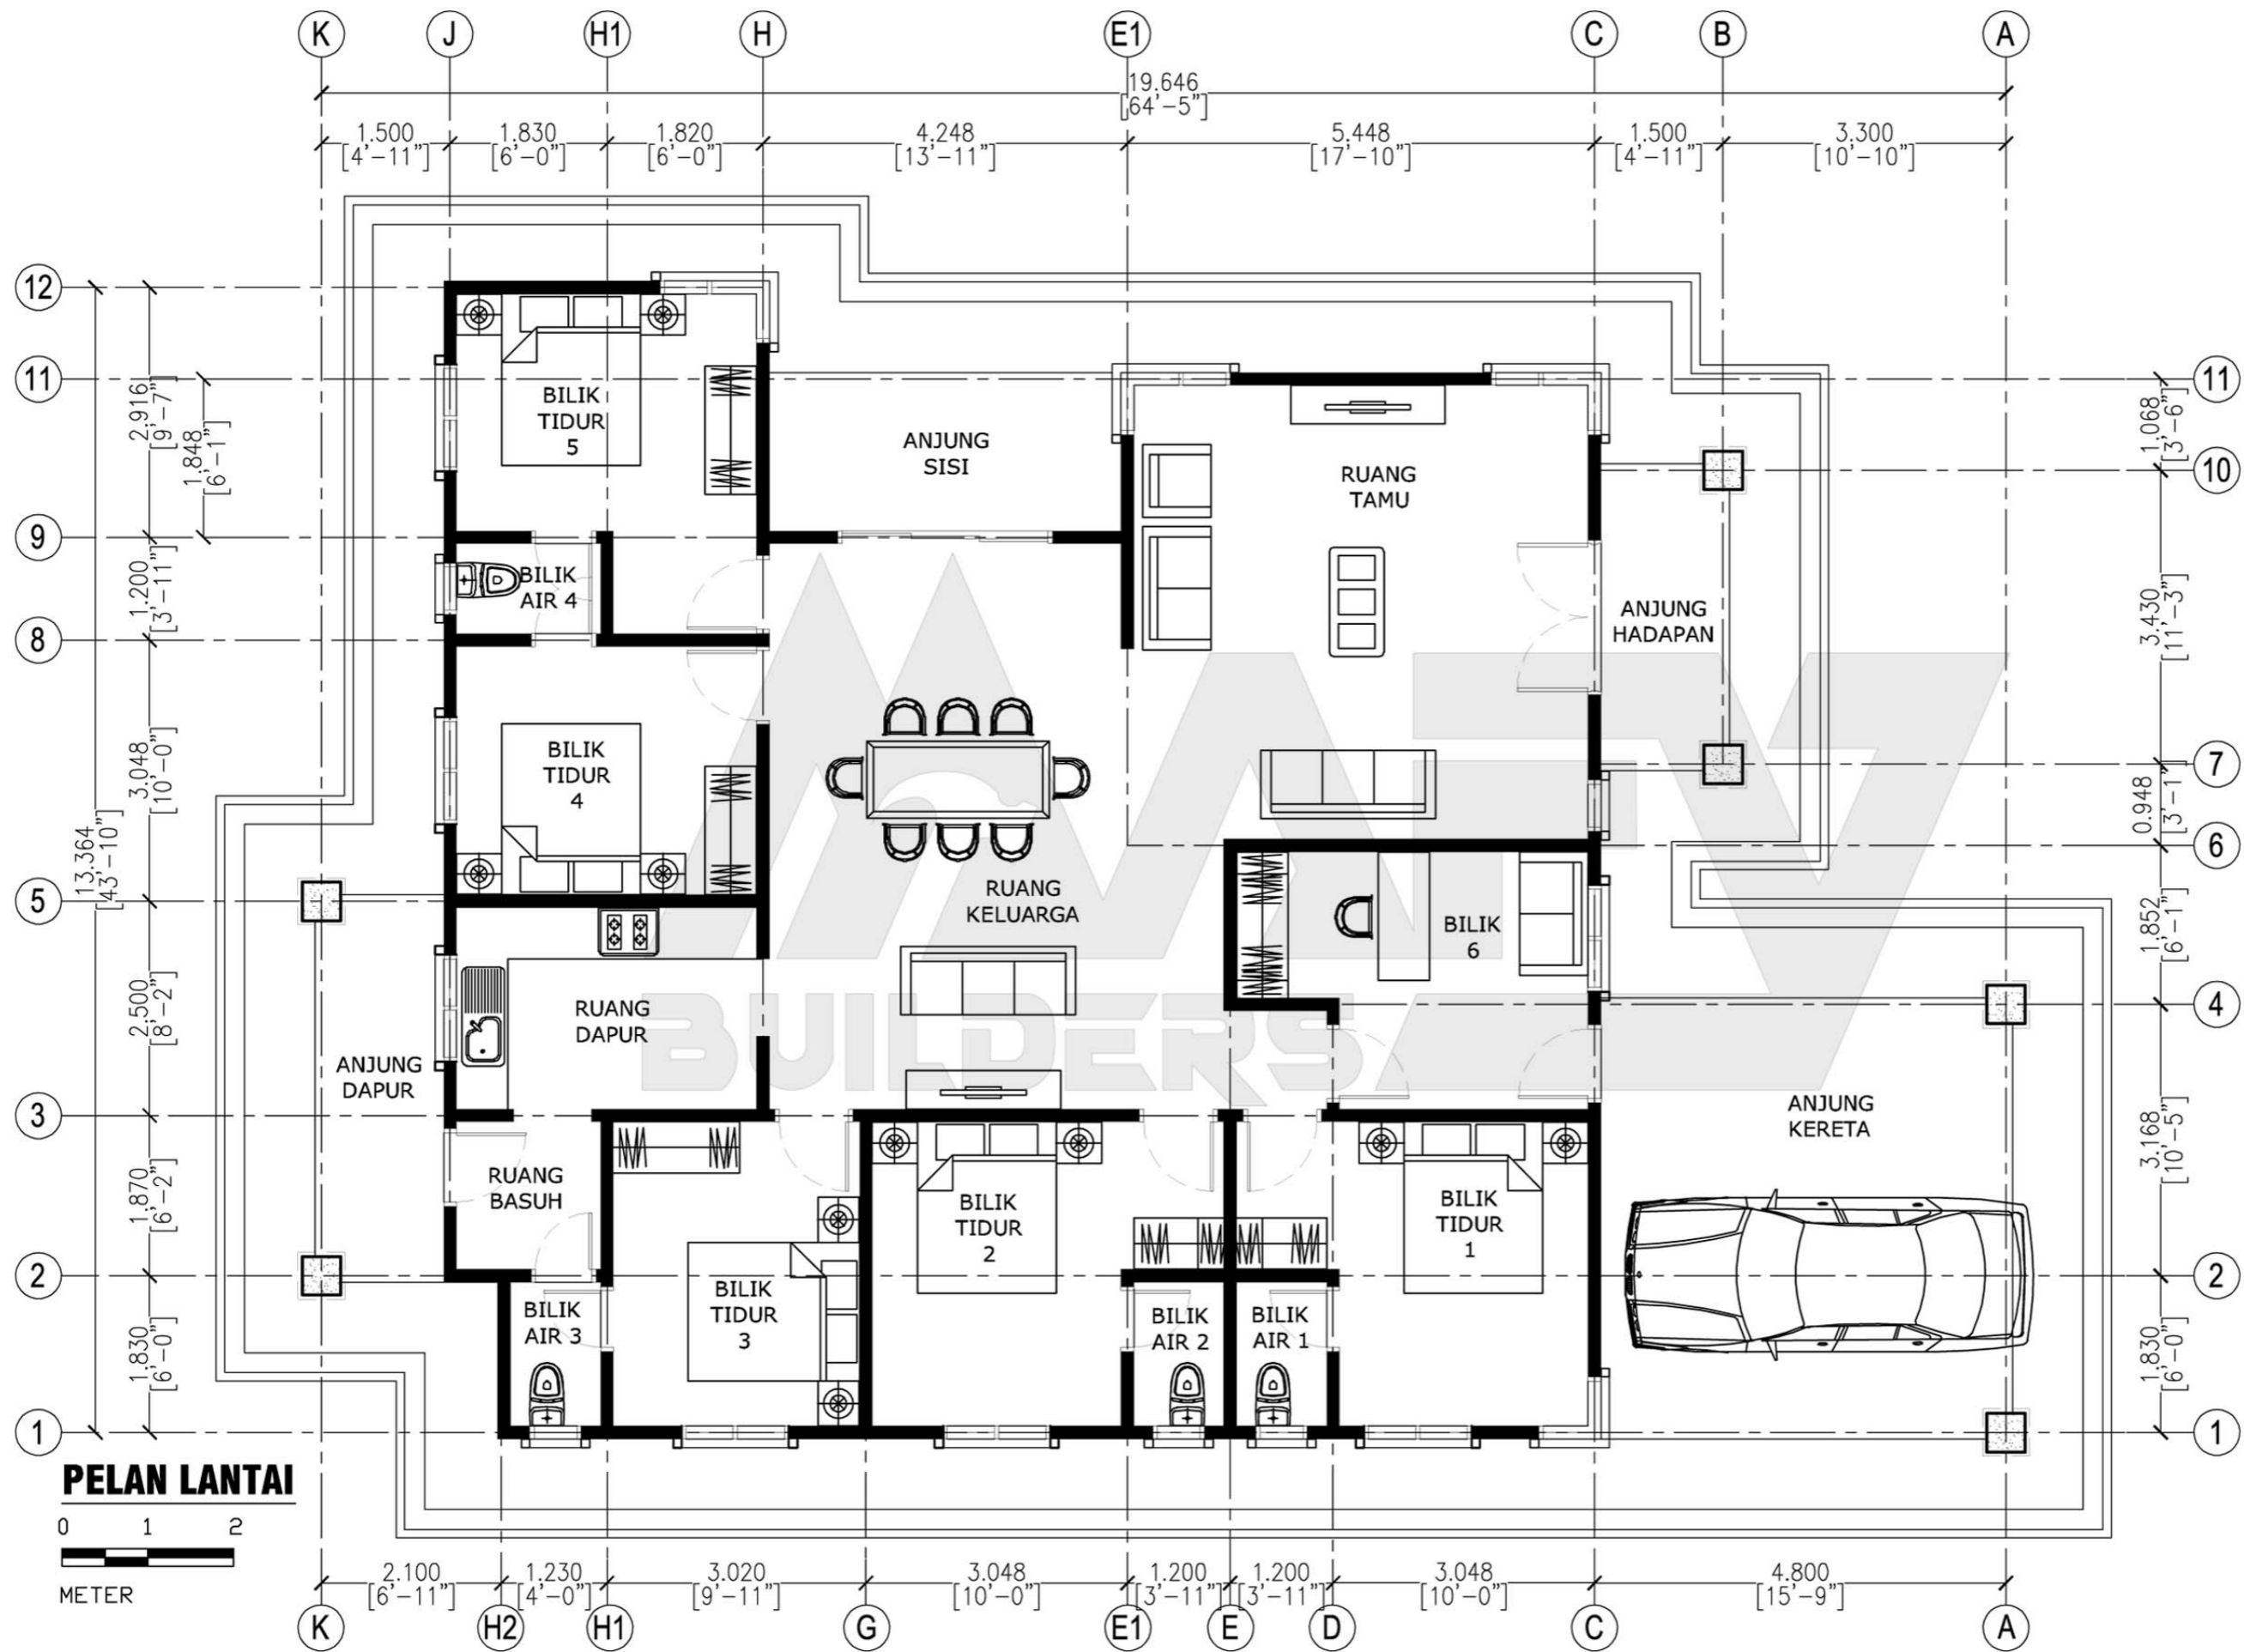 K J H1 H E1 C B A
19.646
[64'-5"]
1.500 1.830 1.820 4.248 5.448 1.500 3.300
[4'-11"] [6'-0"] [6'-0"] [13'-11"] [17'-10"] [4'-11"] [10'-10"]
12
11
9
8
5
3
2
1
2.916
[9'-7"]
1.848
[6'-1"]
1.200
[3'-11"]
3.048
[10'-0"]
13.364
[43'-10"]
2.500
[8'-2"]
1.870
[6'-2"]
1.830
[6'-0"]
BILIK
TIDUR
5
ANJUNG
SISI
RUANG
TAMU
BILIK
AIR 4
ANJUNG
HADAPAN
BILIK
TIDUR
4
RUANG
KELUARGA
BILIK
6
RUANG
DAPUR
ANJUNG
DAPUR
ANJUNG
KERETA
RUANG
BASUH
BILIK
TIDUR
3
BILIK
TIDUR
2
BILIK
TIDUR
1
BILIK
AIR 3
BILIK
AIR 2
BILIK
AIR 1
MATV
BUILDERS
11
10
7
6
4
2
1
1.068
[3'-6"]
3.430
[11'-3"]
0.948
[3'-1"]
1.852
[6'-1"]
3.168
[10'-5"]
1.830
[6'-0"]
PELAN LANTAI
0 1 2
METER
2.100 1.230 3.020 3.048 1.200 1.200 3.048 4.800
[6'-11"] [4'-0"] [9'-11"] [10'-0"] [3'-11"] [3'-11"] [10'-0"] [15'-9"]
K H2 H1 G E1 E D C A